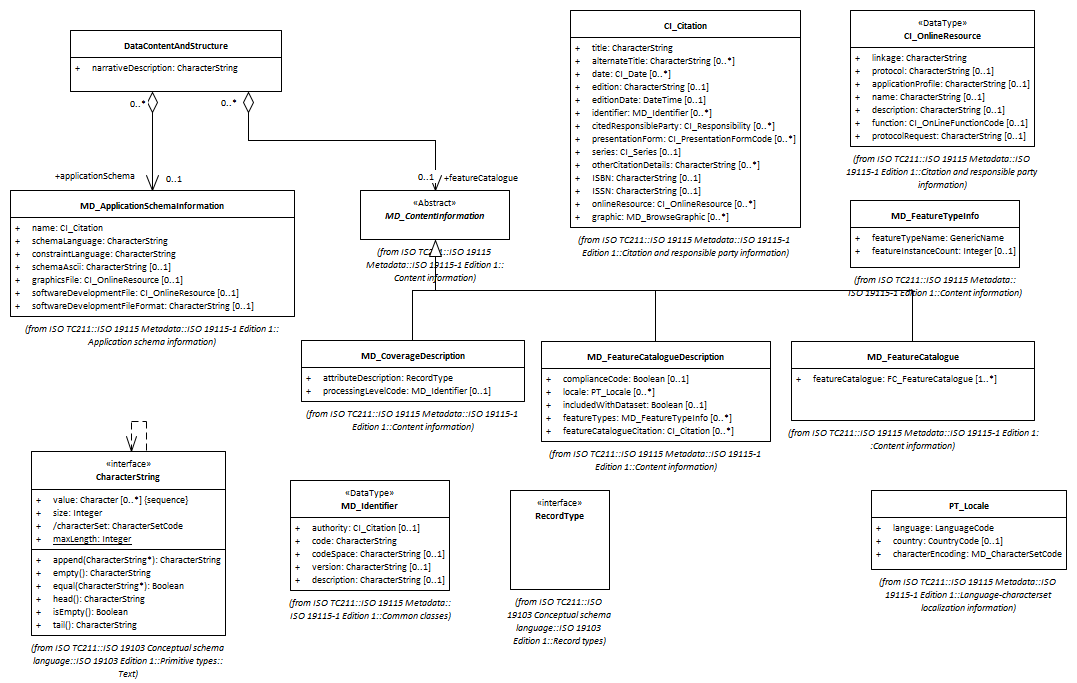 DataContentAndStructure
+ narrativeDescription: CharacterString
0..*
0..*
+applicationSchema
0..1
0..1
+featureCatalogue
MD_ApplicationSchemaInformation
+ name: CI_Citation
+ schemaLanguage: CharacterString
+ constraintLanguage: CharacterString
+ schemaAscii: CharacterString [0..1]
+ graphicsFile: CI_OnlineResource [0..1]
+ softwareDevelopmentFile: CI_OnlineResource [0..1]
+ softwareDevelopmentFileFormat: CharacterString [0..1]
(from ISO TC211::ISO 19115 Metadata::ISO 19115-1 Edition 1::
Application schema information)
«Abstract»
MD_ContentInformation
(from ISO TC211::ISO 19115
Metadata::ISO 19115-1 Edition 1::
Content information)
CI_Citation
+ title: CharacterString
+ alternateTitle: CharacterString [0..*]
+ date: CI_Date [0..*]
+ edition: CharacterString [0..1]
+ editionDate: DateTime [0..1]
+ identifier: MD_Identifier [0..*]
+ citedResponsibleParty: CI_Responsibility [0..*]
+ presentationForm: CI_PresentationFormCode [0..*]
+ series: CI_Series [0..1]
+ otherCitationDetails: CharacterString [0..*]
+ ISBN: CharacterString [0..1]
+ ISSN: CharacterString [0..1]
+ onlineResource: CI_OnlineResource [0..*]
+ graphic: MD_BrowseGraphic [0..*]
(from ISO TC211::ISO 19115 Metadata::ISO 19115-1
Edition 1::Citation and responsible party information)
«DataType»
CI_OnlineResource
+ linkage: CharacterString
+ protocol: CharacterString [0..1]
+ applicationProfile: CharacterString [0..1]
+ name: CharacterString [0..1]
+ description: CharacterString [0..1]
+ function: CI_OnLineFunctionCode [0..1]
+ protocolRequest: CharacterString [0..1]
(from ISO TC211::ISO 19115 Metadata::ISO
19115-1 Edition 1::Citation and responsible party
information)
MD_FeatureTypeInfo
+ featureTypeName: GenericName
+ featureInstanceCount: Integer [0..1]
(from ISO TC211::ISO 19115 Metadata::
ISO 19115-1 Edition 1::Content information)
MD_CoverageDescription
+ attributeDescription: RecordType
+ processingLevelCode: MD_Identifier [0..1]
(from ISO TC211::ISO 19115 Metadata::ISO 19115-1
Edition 1::Content information)
MD_FeatureCatalogueDescription
+ complianceCode: Boolean [0..1]
+ locale: PT_Locale [0..*]
+ includedWithDataset: Boolean [0..1]
+ featureTypes: MD_FeatureTypeInfo [0..*]
+ featureCatalogueCitation: CI_Citation [0..*]
(from ISO TC211::ISO 19115 Metadata::ISO 19115-1
Edition 1::Content information)
MD_FeatureCatalogue
+ featureCatalogue: FC_FeatureCatalogue [1..*]
(from ISO TC211::ISO 19115 Metadata::ISO 19115-1 Edition 1:
:Content information)
«interface»
CharacterString
+ value: Character [0..*] {sequence}
+ size: Integer
+ /characterSet: CharacterSetCode
+ maxLength: Integer
+ append(CharacterString*): CharacterString
+ empty(): CharacterString
+ equal(CharacterString*): Boolean
+ head(): CharacterString
+ isEmpty(): Boolean
+ tail(): CharacterString
(from ISO TC211::ISO 19103 Conceptual schema
language::ISO 19103 Edition 1::Primitive types::
Text)
«DataType»
MD_Identifier
+ authority: CI_Citation [0..1]
+ code: CharacterString
+ codeSpace: CharacterString [0..1]
+ version: CharacterString [0..1]
+ description: CharacterString [0..1]
(from ISO TC211::ISO 19115 Metadata::
ISO 19115-1 Edition 1::Common classes)
«interface»
RecordType
(from ISO TC211::ISO
19103 Conceptual schema
language::ISO 19103
Edition 1::Record types)
PT_Locale
+ language: LanguageCode
+ country: CountryCode [0..1]
+ characterEncoding: MD_CharacterSetCode
(from ISO TC211::ISO 19115 Metadata::ISO
19115-1 Edition 1::Language-characterset
localization information)